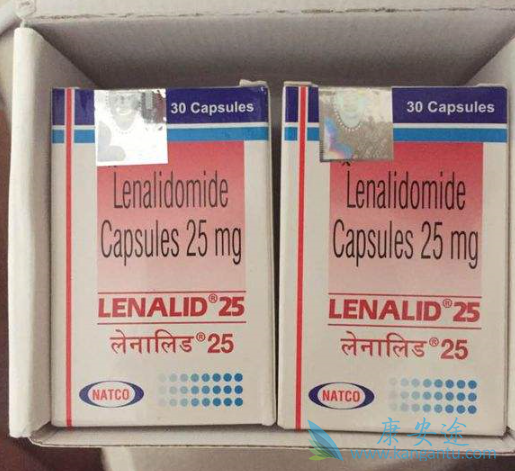 30 Capsules
Lenalidomide
Capsules 25 mg
LENALID®25
लेनालिड®25
NATCO
30 Capsules
Lenalidomide
Capsules 25 mg
LENALID®25
लेनालिड®25
NATCO
康安途